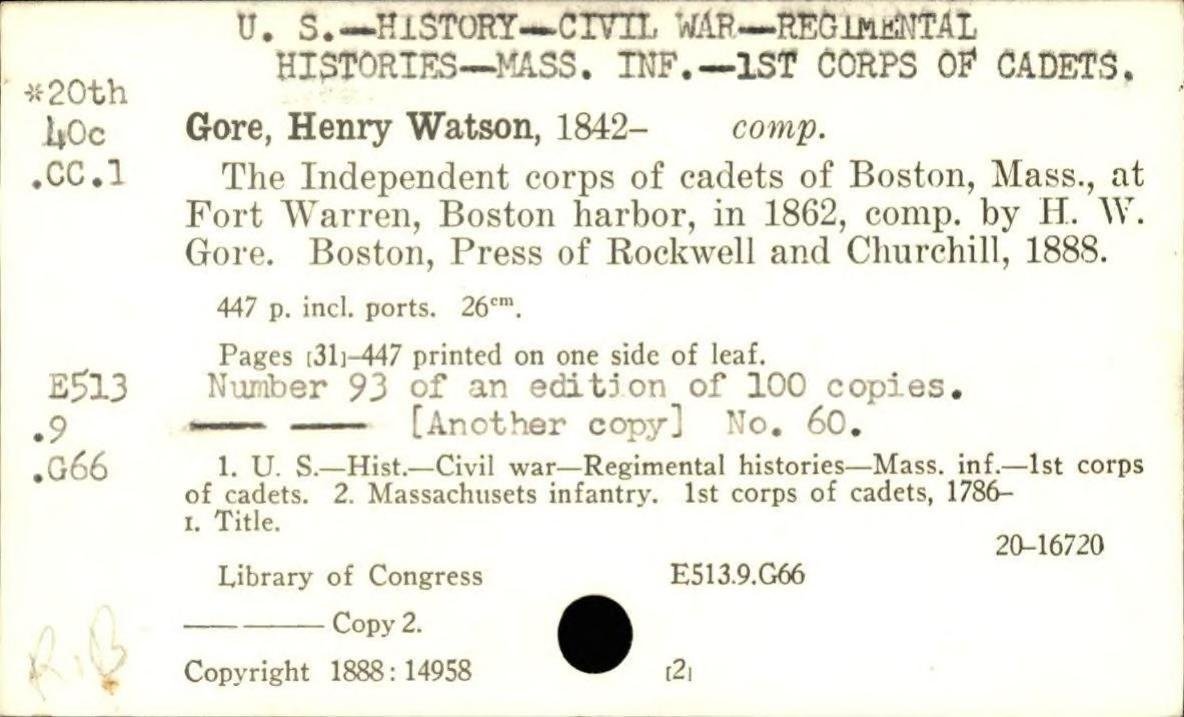 U. S.—HISTORY—CIVIL WAR—REGIMENTAL
HISTORIES—MASS. INF.—1ST CORPS OF CADETS.
*20th
40c
.CC.1
Gore, Henry Watson, 1842– comp.
The Independent corps of cadets of Boston, Mass., at
Fort Warren, Boston harbor, in 1862, comp. by H. W.
Gore. Boston, Press of Rockwell and Churchill, 1888.
447 p. incl. ports. 26cm.
Pages [31]–447 printed on one side of leaf.
E513
.9
.G66
Number 93 of an edition of 100 copies.
—— —— [Another copy] No. 60.
1. U. S.—Hist.—Civil war—Regimental histories—Mass. inf.—1st corps
of cadets. 2. Massachusets infantry. 1st corps of cadets, 1786–
I. Title.
20–16720
Library of Congress E513.9.G66
—— —— Copy 2.
Copyright 1888: 14958 [2]
R.B